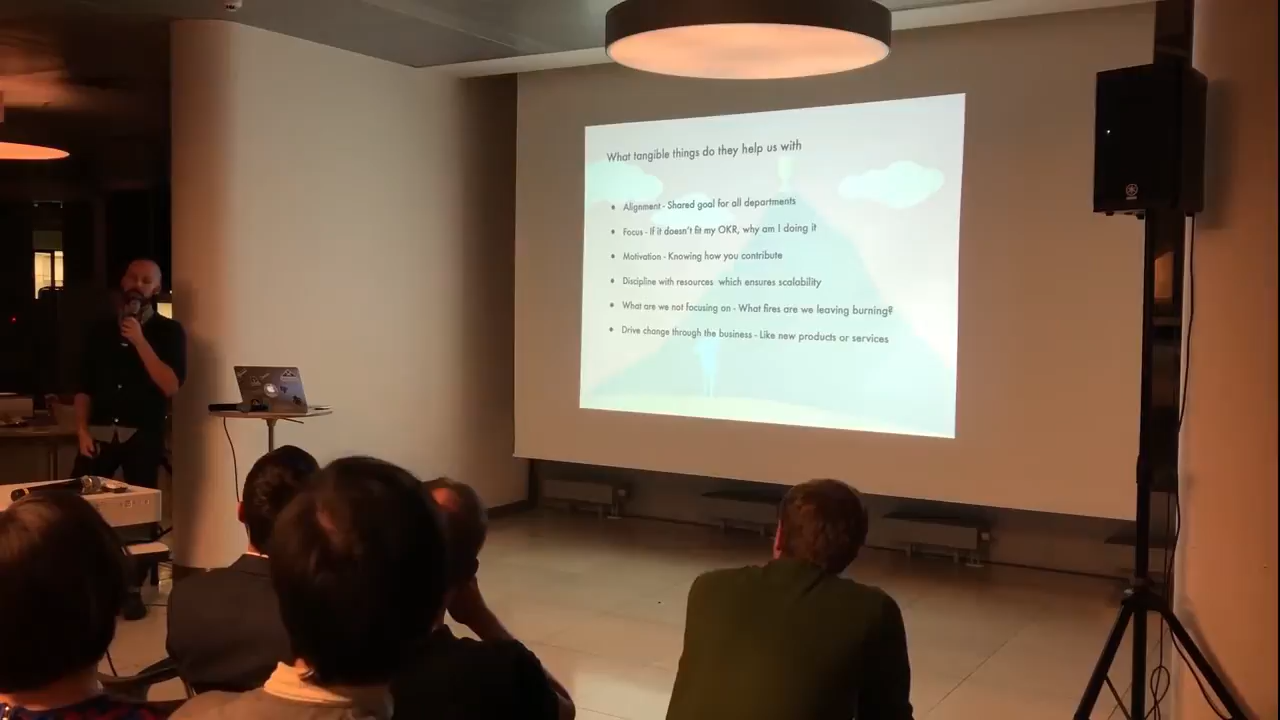 What tangible things do they help us with
• Alignment - Shared goal for all departments
• Focus - If it doesn't fit my OKR, why am I doing it
• Motivation - Knowing how you contribute
• Discipline with resources which ensures scalability
• What are we not focusing on - What fires are we leaving burning?
• Drive change through the business - Like new products or services